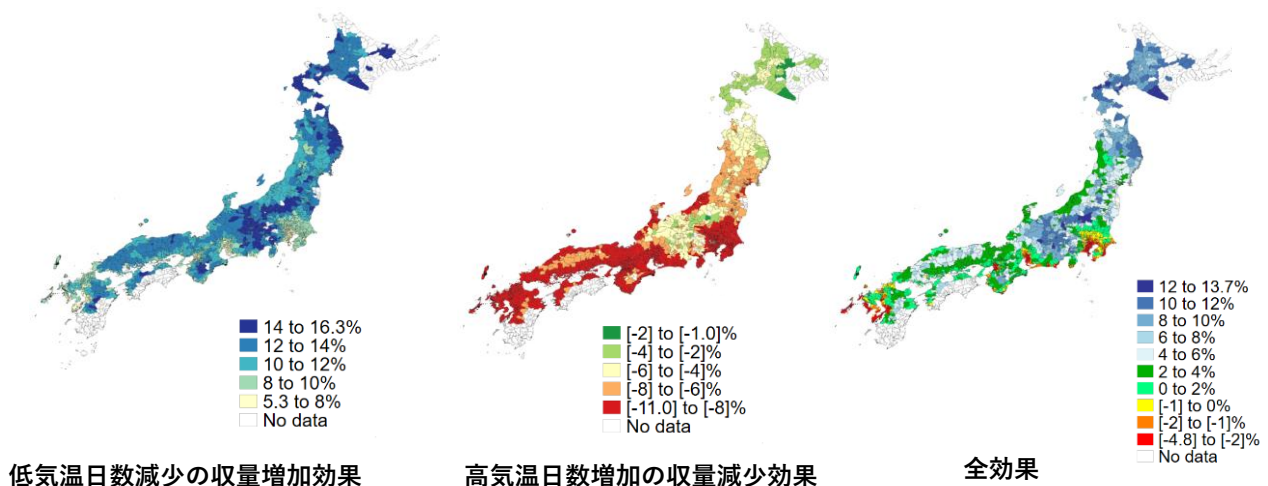 14 to 16.3%
12 to 14%
10 to 12%
8 to 10%
5.3 to 8%
No data
低気温日数減少の収量増加効果
[-2] to [-1.0]%
[-4] to [-2]%
[-6] to [-4]%
[-8] to [-6]%
[-11.0] to [-8]%
No data
高気温日数増加の収量減少効果
12 to 13.7%
10 to 12%
8 to 10%
6 to 8%
4 to 6%
2 to 4%
0 to 2%
[-1] to 0%
[-2] to [-1]%
[-4.8] to [-2]%
No data
全効果